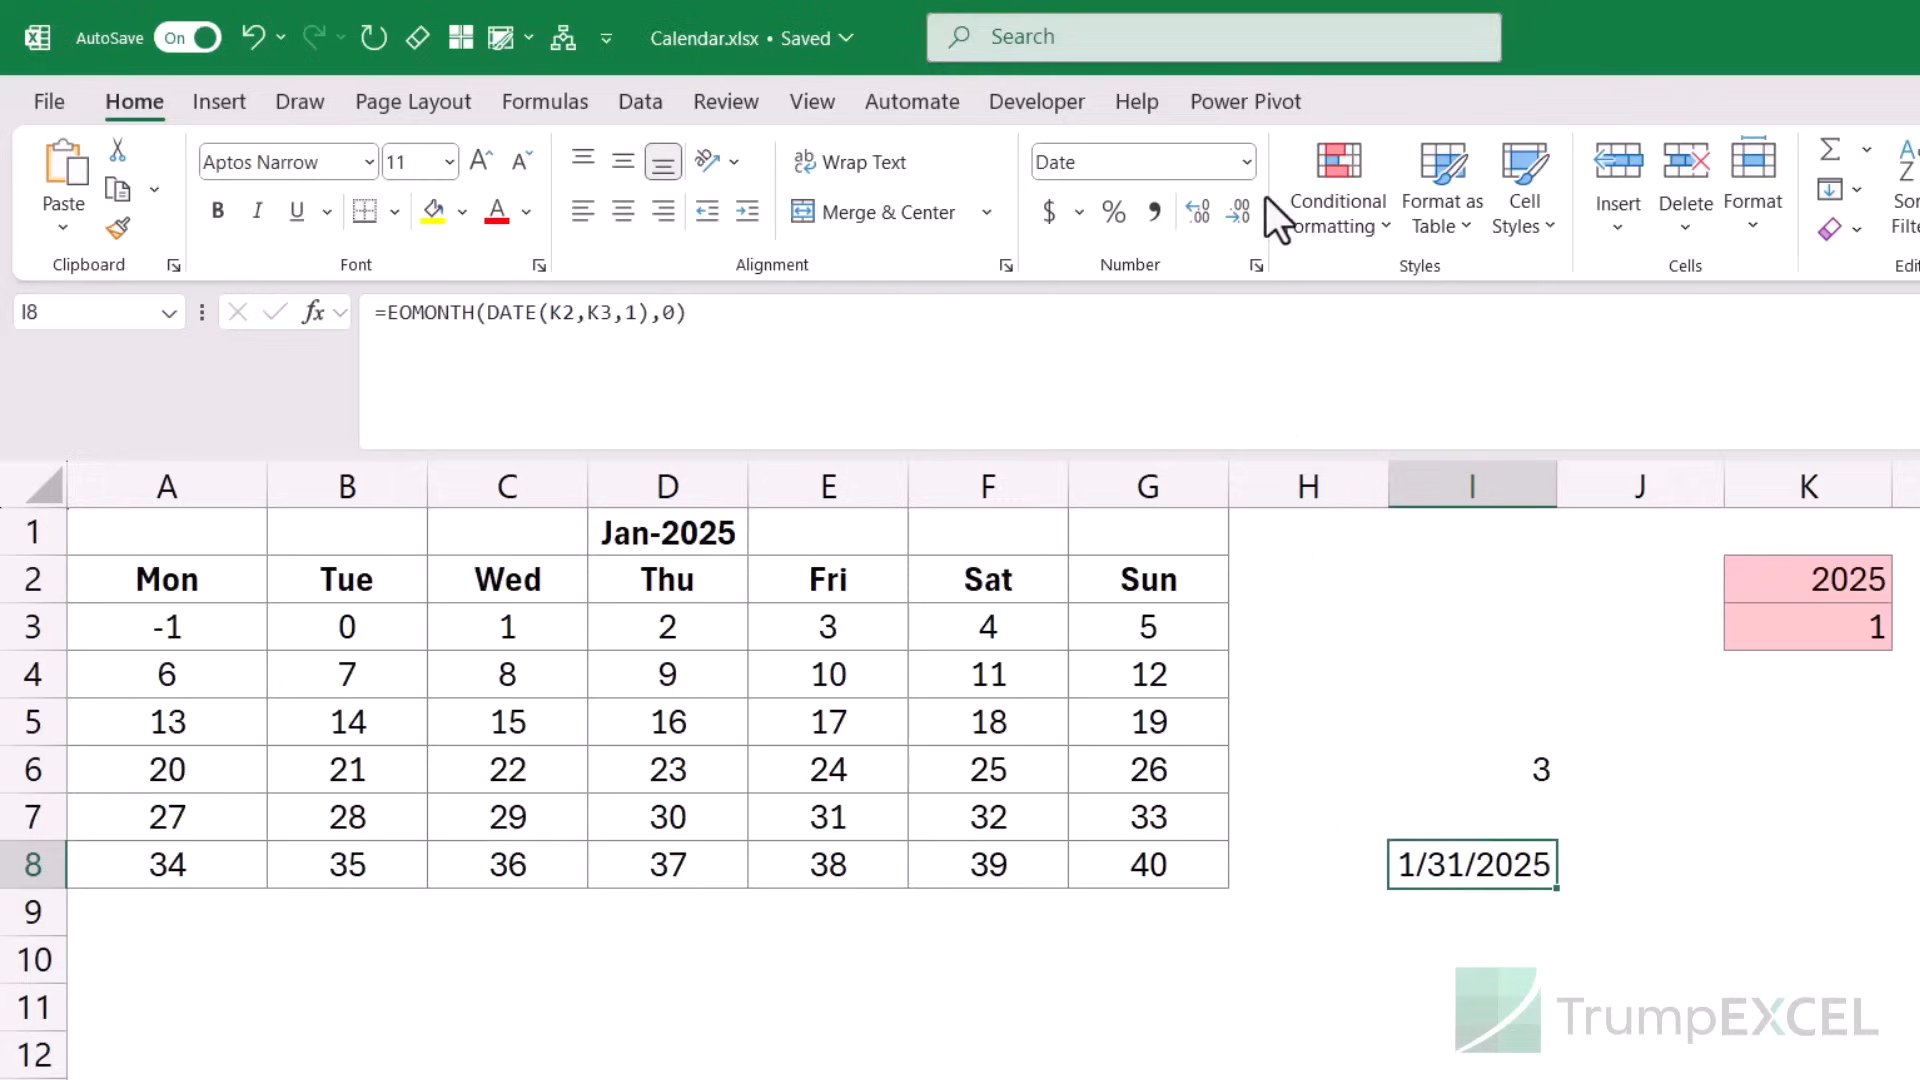 AutoSave On Calendar.xlsx • Saved Search
File Home Insert Draw Page Layout Formulas Data Review View Automate Developer Help Power Pivot
Paste Aptos Narrow 11 Wrap Text Date Conditional Format as Cell Insert Delete Format
B I U Merge & Center $ % Table Styles
Clipboard Font Alignment Number Styles Cells
I8 fx =EOMONTH(DATE(K2,K3,1),0)
A B C D E F G H I J K
1 Jan-2025
2 Mon Tue Wed Thu Fri Sat Sun 2025
3 -1 0 1 2 3 4 5 1
4 6 7 8 9 10 11 12
5 13 14 15 16 17 18 19
6 20 21 22 23 24 25 26 3
7 27 28 29 30 31 32 33
8 34 35 36 37 38 39 40 1/31/2025
9
10
11
12
TrumpEXCEL